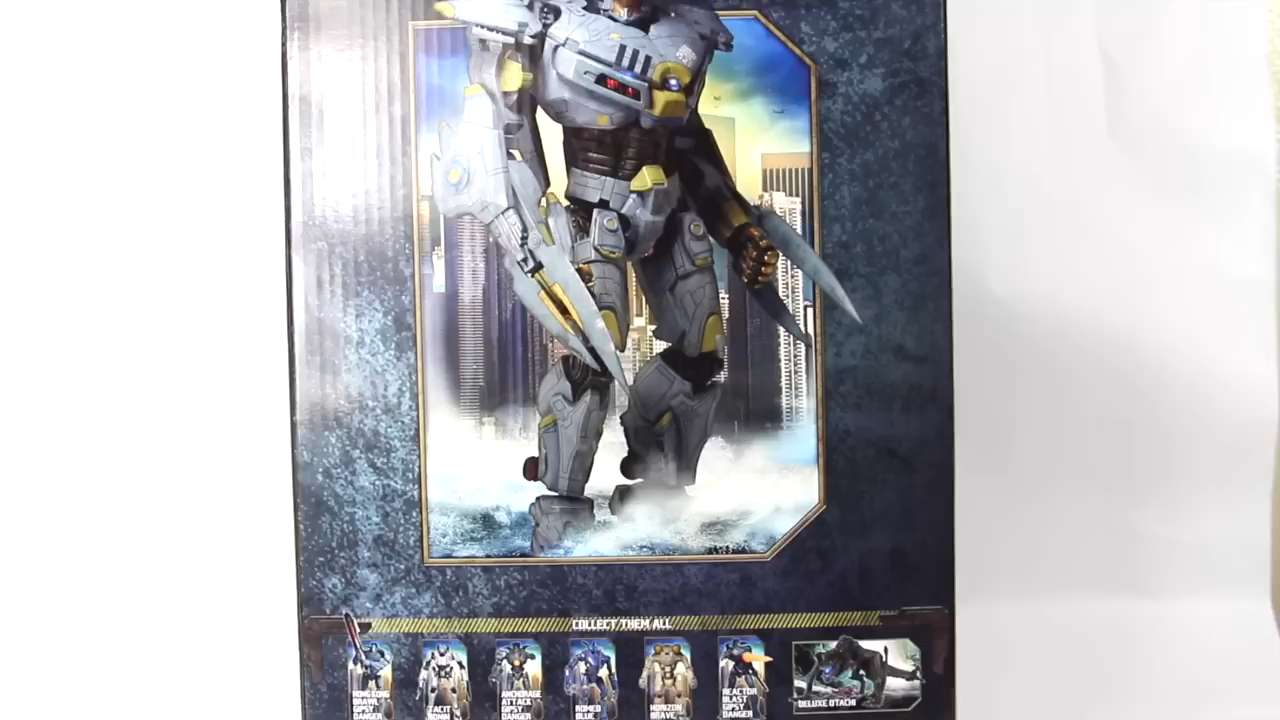 COLLECT THEM ALL
HONG KONG
BRAWL
GIPSY
DANGER
TACIT
RONIN
ANCHORAGE
ATTACK
GIPSY
DANGER
ROMEO
BLUE
HORIZON
BRAVE
REACTOR
BLAST
GIPSY
DANGER
DELUXE OTACHI